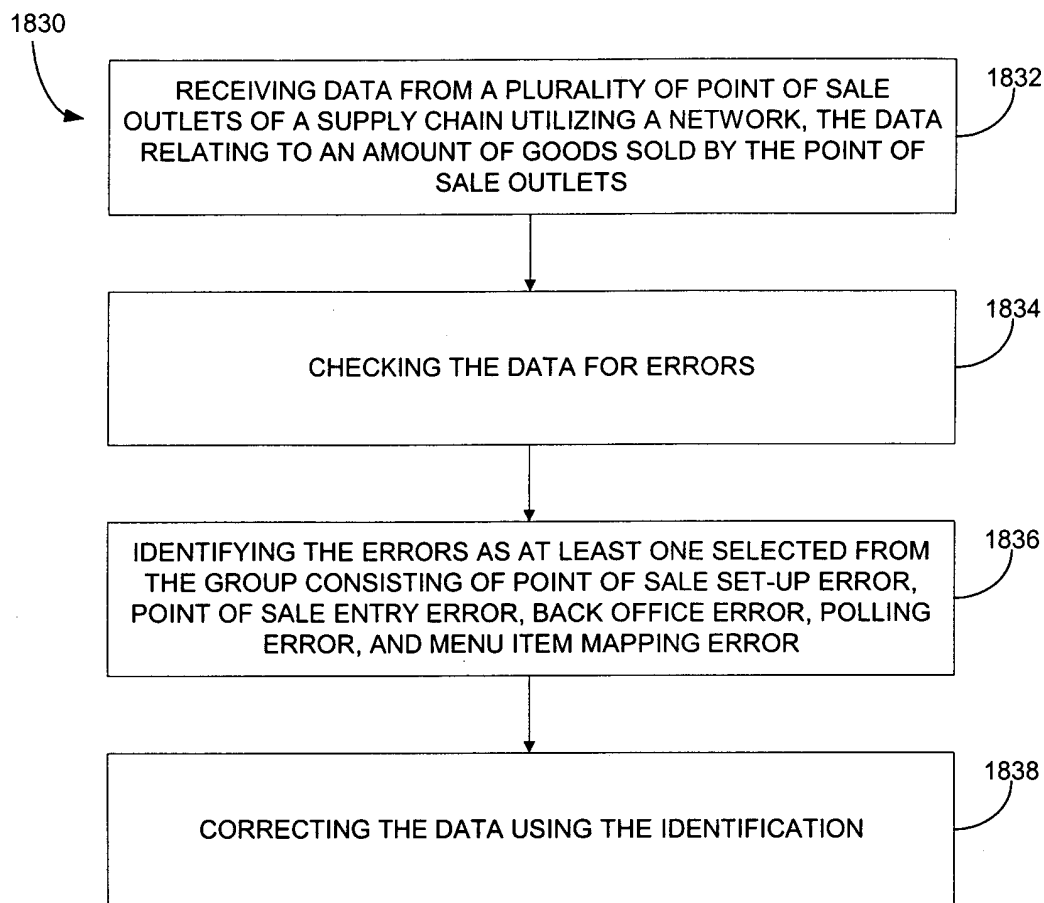 1830
1832
RECEIVING DATA FROM A PLURALITY OF POINT OF SALE
OUTLETS OF A SUPPLY CHAIN UTILIZING A NETWORK, THE DATA
RELATING TO AN AMOUNT OF GOODS SOLD BY THE POINT OF
SALE OUTLETS
1834
CHECKING THE DATA FOR ERRORS
1836
IDENTIFYING THE ERRORS AS AT LEAST ONE SELECTED FROM
THE GROUP CONSISTING OF POINT OF SALE SET-UP ERROR,
POINT OF SALE ENTRY ERROR, BACK OFFICE ERROR, POLLING
ERROR, AND MENU ITEM MAPPING ERROR
1838
CORRECTING THE DATA USING THE IDENTIFICATION